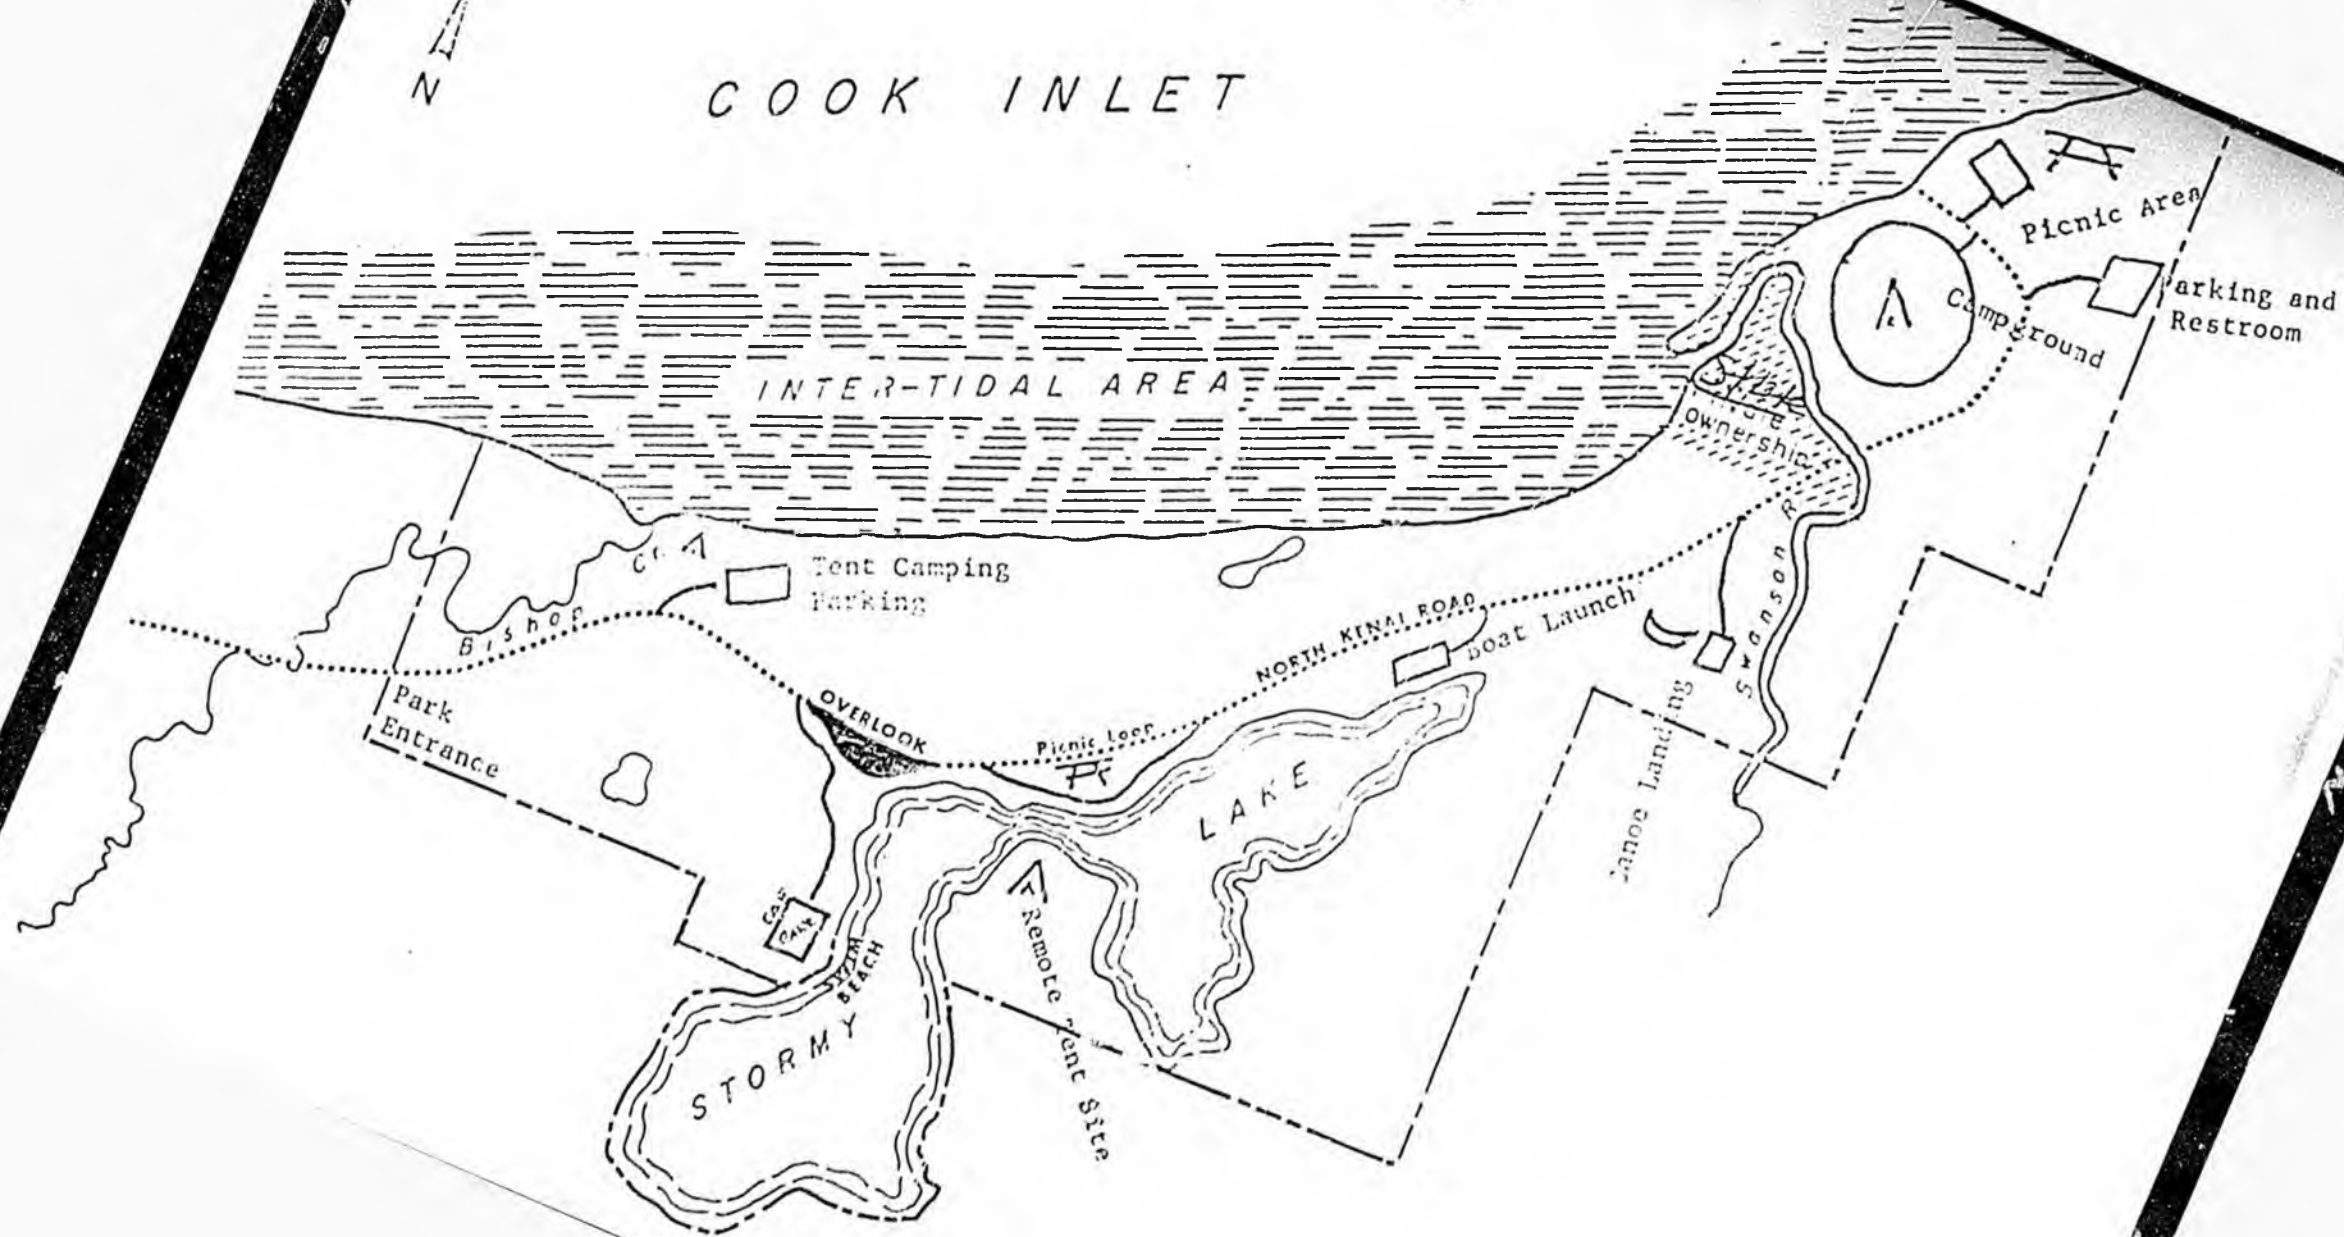 N
COOK INLET
Picnic Area
Parking and
Restroom
Campground
INTER-TIDAL AREA
ownership
Tent Camping
Parking
Bishop Cr.
NORTH KENAI ROAD
Boat Launch
Swanson R
Canoe Landing
Park
Entrance
OVERLOOK
Picnic Loop
LAKE
SWIM
BEACH
Remote Tent Site
STORMY